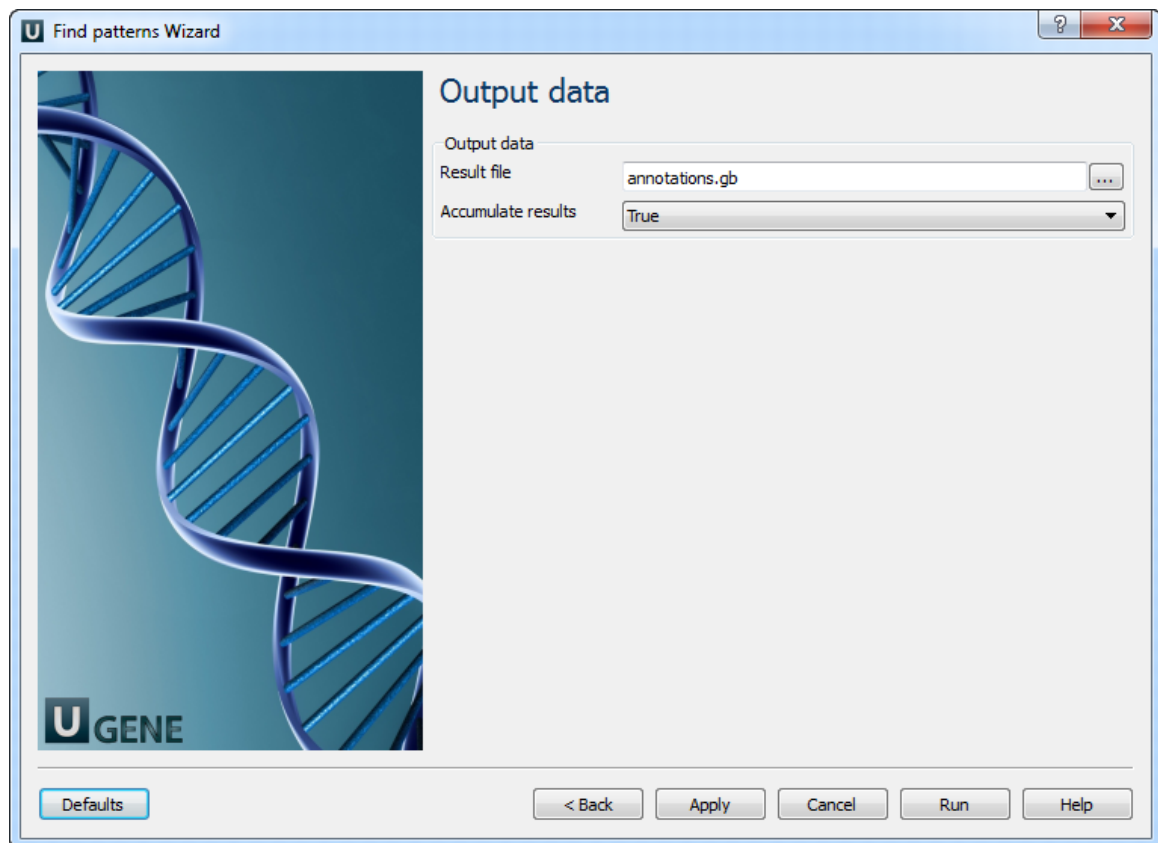 U Find patterns Wizard
?
Output data
Output data
Result file
annotations.gb
...
Accumulate results
True
U GENE
Defaults
< Back
Apply
Cancel
Run
Help